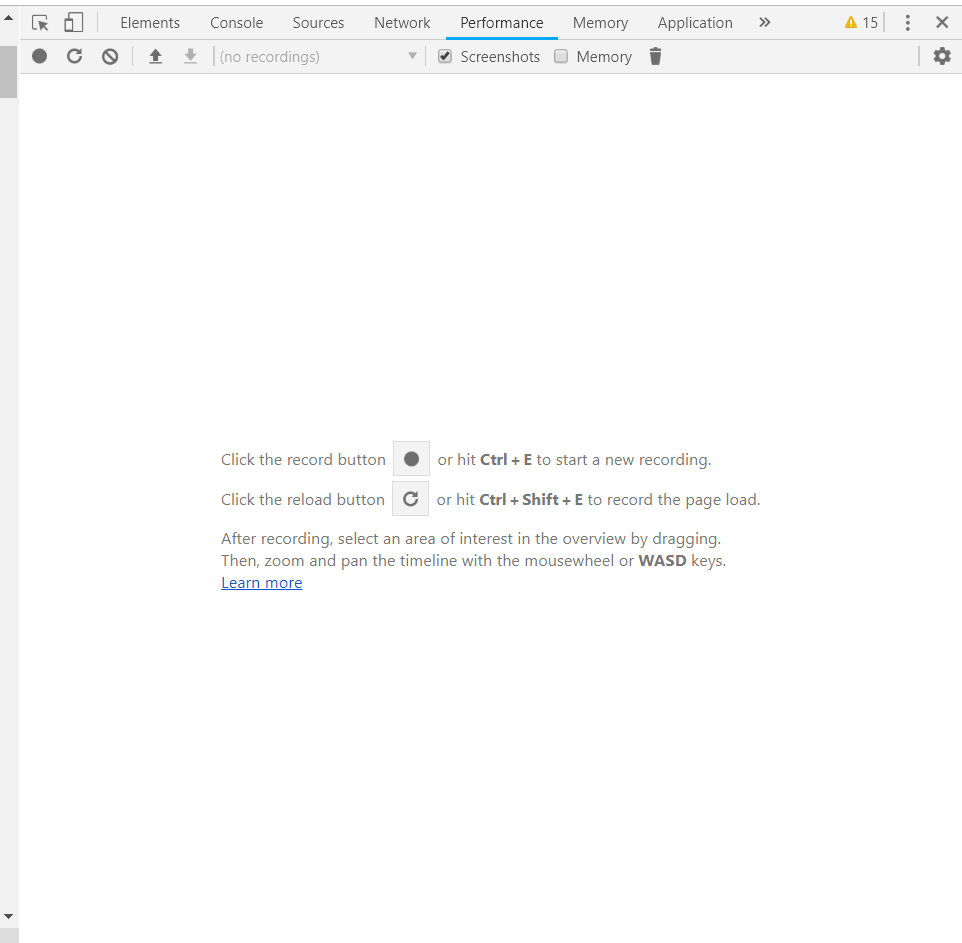 Elements Console Sources Network Performance Memory Application » 15
(no recordings) Screenshots Memory
Click the record button or hit Ctrl + E to start a new recording.
Click the reload button or hit Ctrl + Shift + E to record the page load.
After recording, select an area of interest in the overview by dragging.
Then, zoom and pan the timeline with the mousewheel or WASD keys.
Learn more